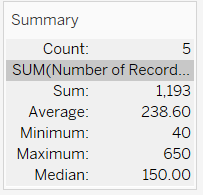 Summary
Count: 5
SUM(Number of Record...
Sum: 1,193
Average: 238.60
Minimum: 40
Maximum: 650
Median: 150.00